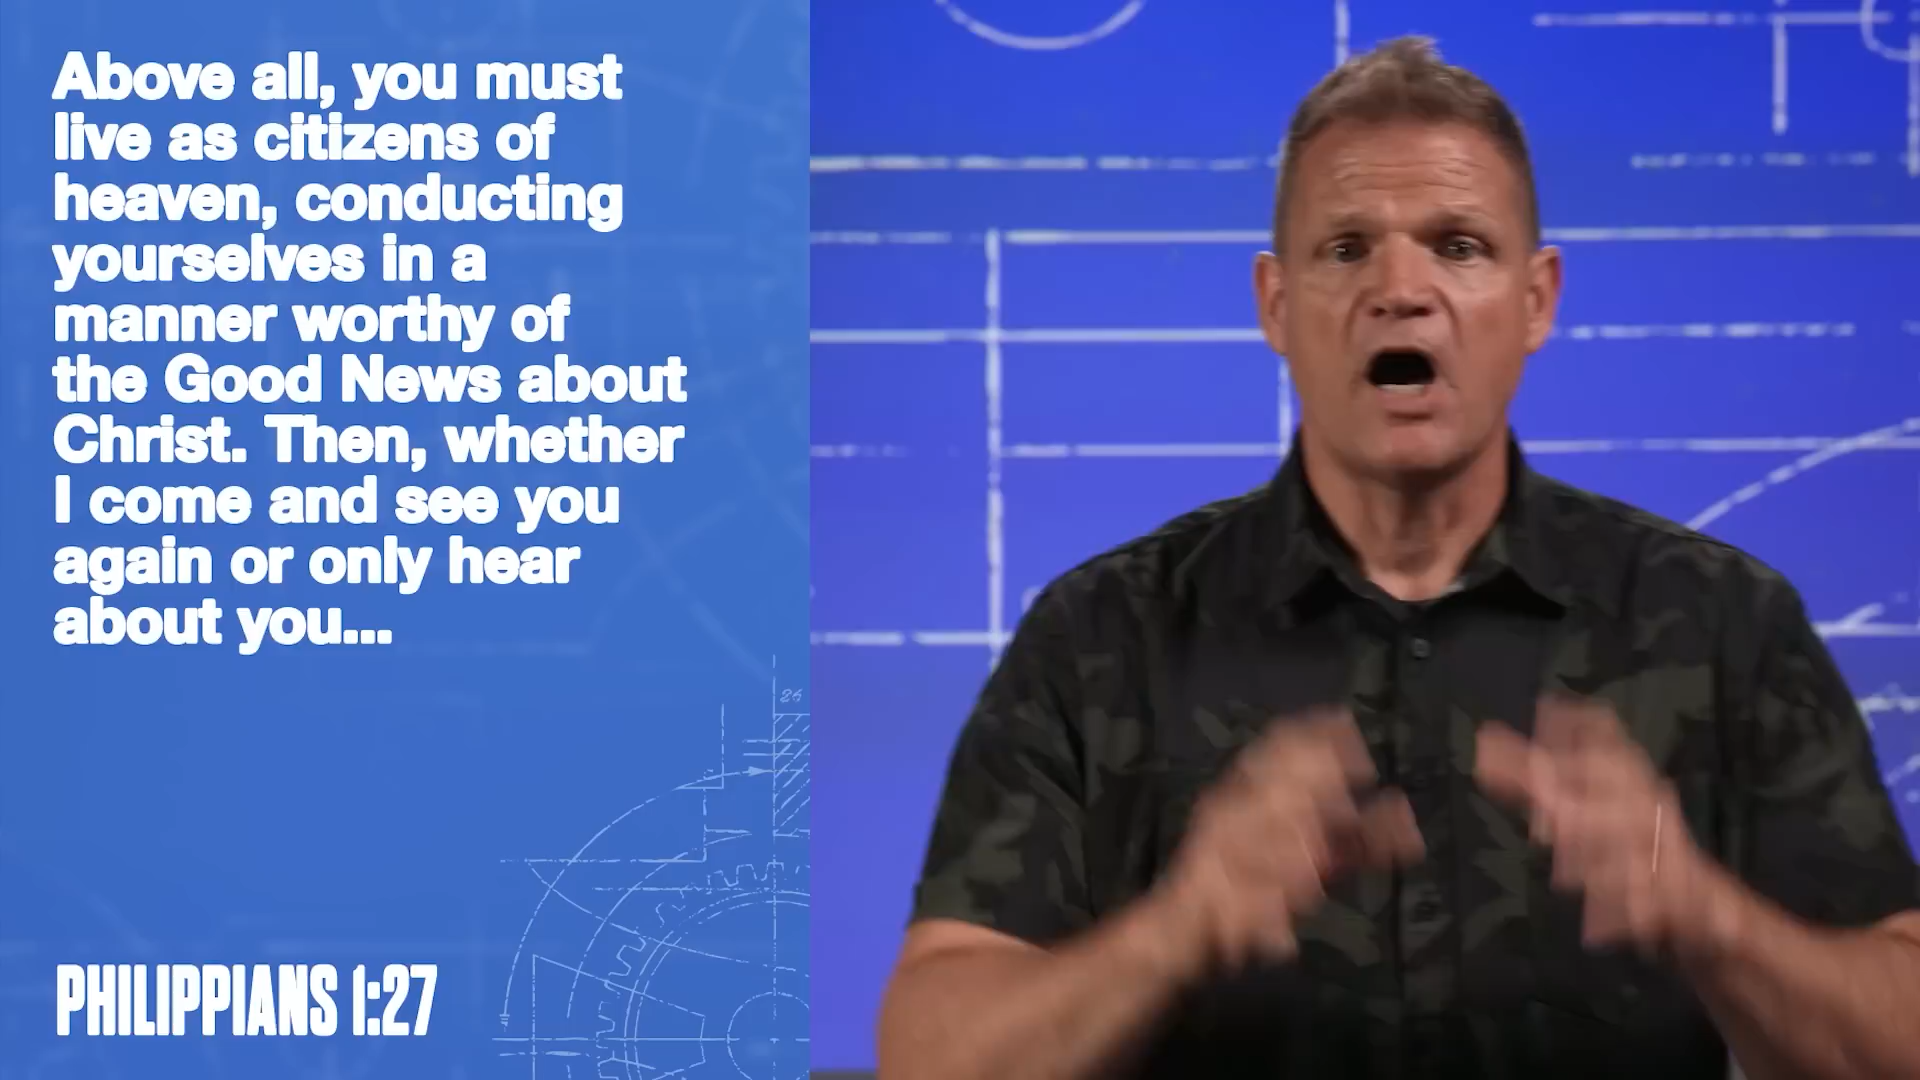 Above all, you must
live as citizens of
heaven, conducting
yourselves in a
manner worthy of
the Good News about
Christ. Then, whether
I come and see you
again or only hear
about you...
26
PHILIPPIANS 1:27